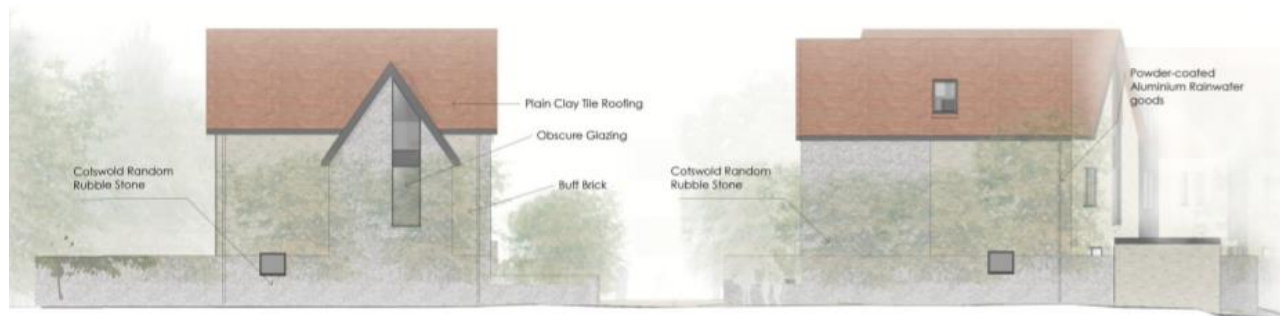 Plain Clay Tile Roofing
Obscure Glazing
Cotswold Random
Rubble Stone
Buff Brick
Powder-coated
Aluminium Rainwater
goods
Cotswold Random
Rubble Stone